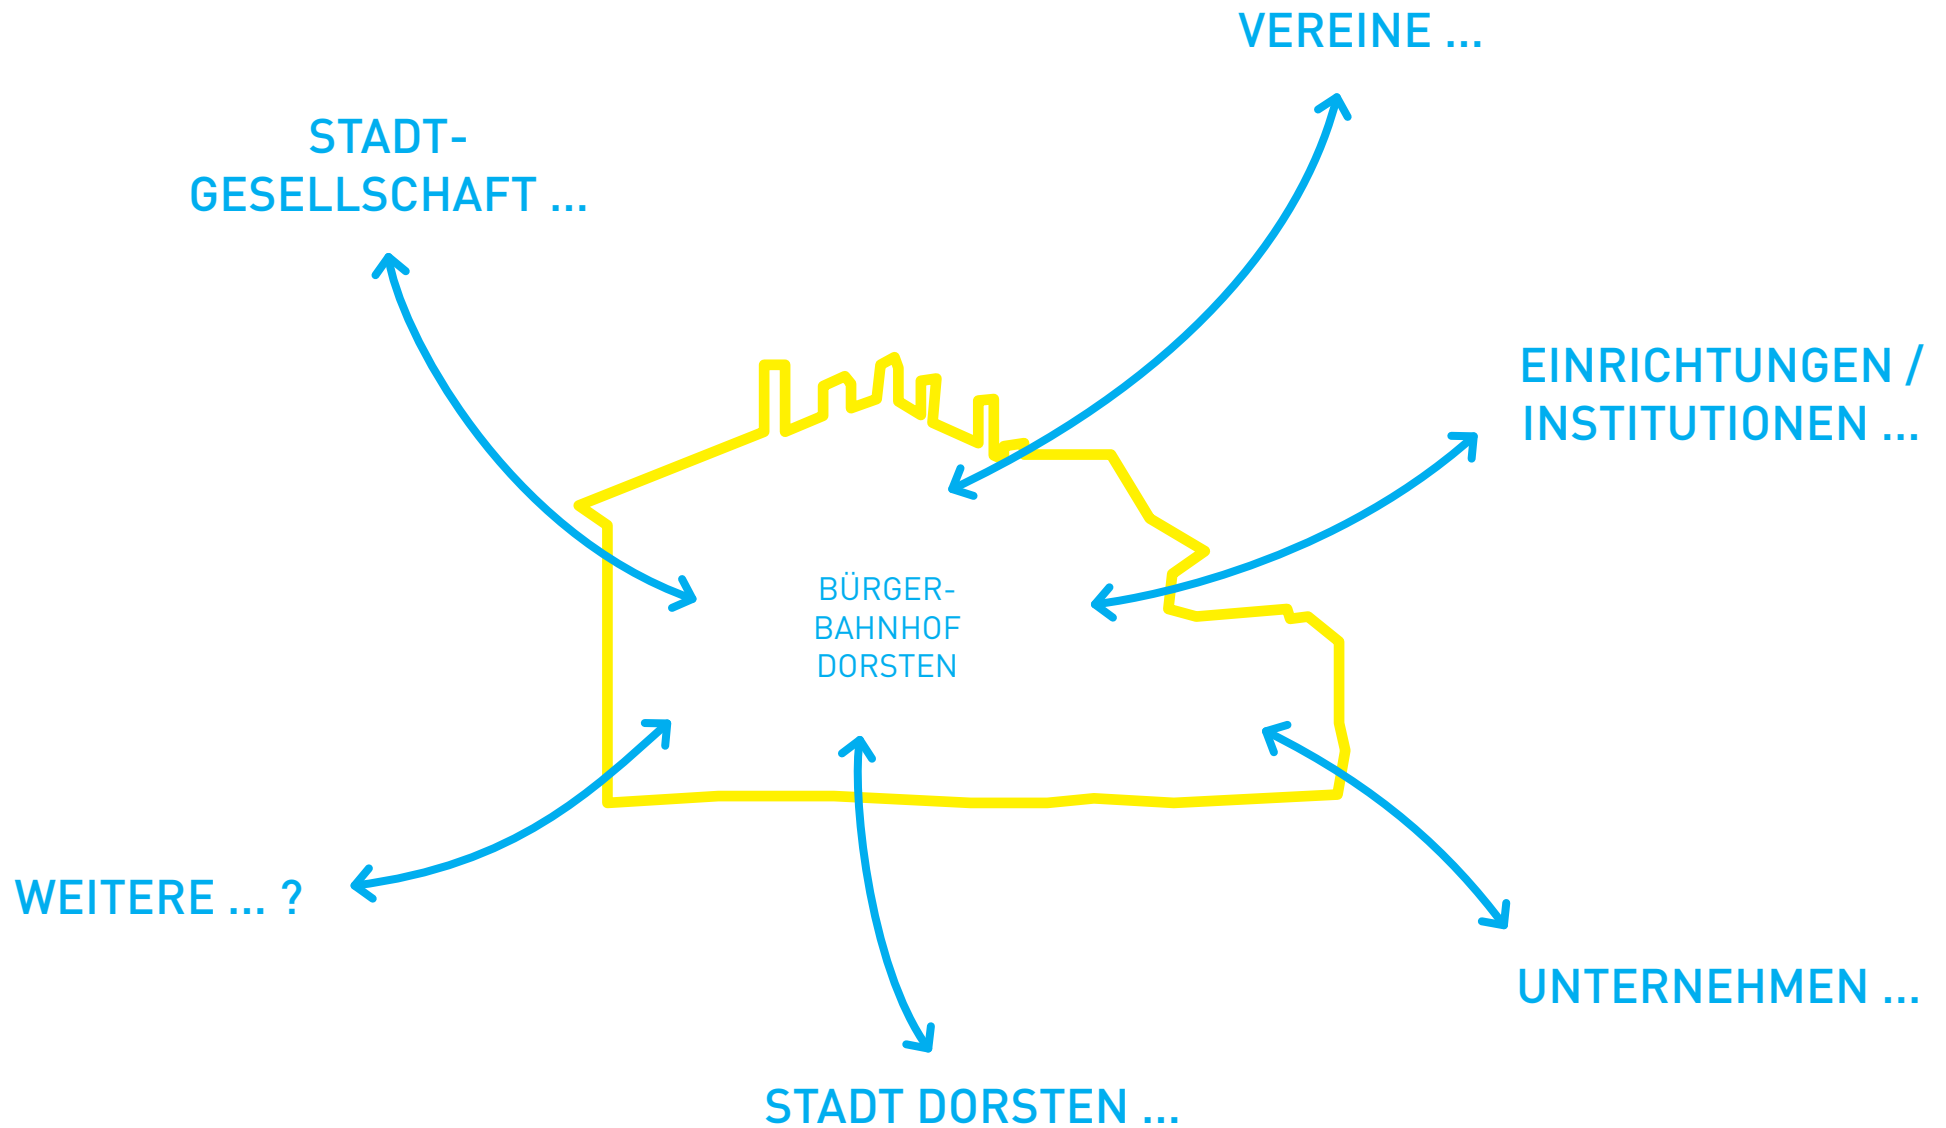 VEREINE ...
STADT-
GESELLSCHAFT ...
EINRICHTUNGEN /
INSTITUTIONEN ...
BÜRGER-
BAHNHOF
DORSTEN
WEITERE ... ?
UNTERNEHMEN ...
STADT DORSTEN ...